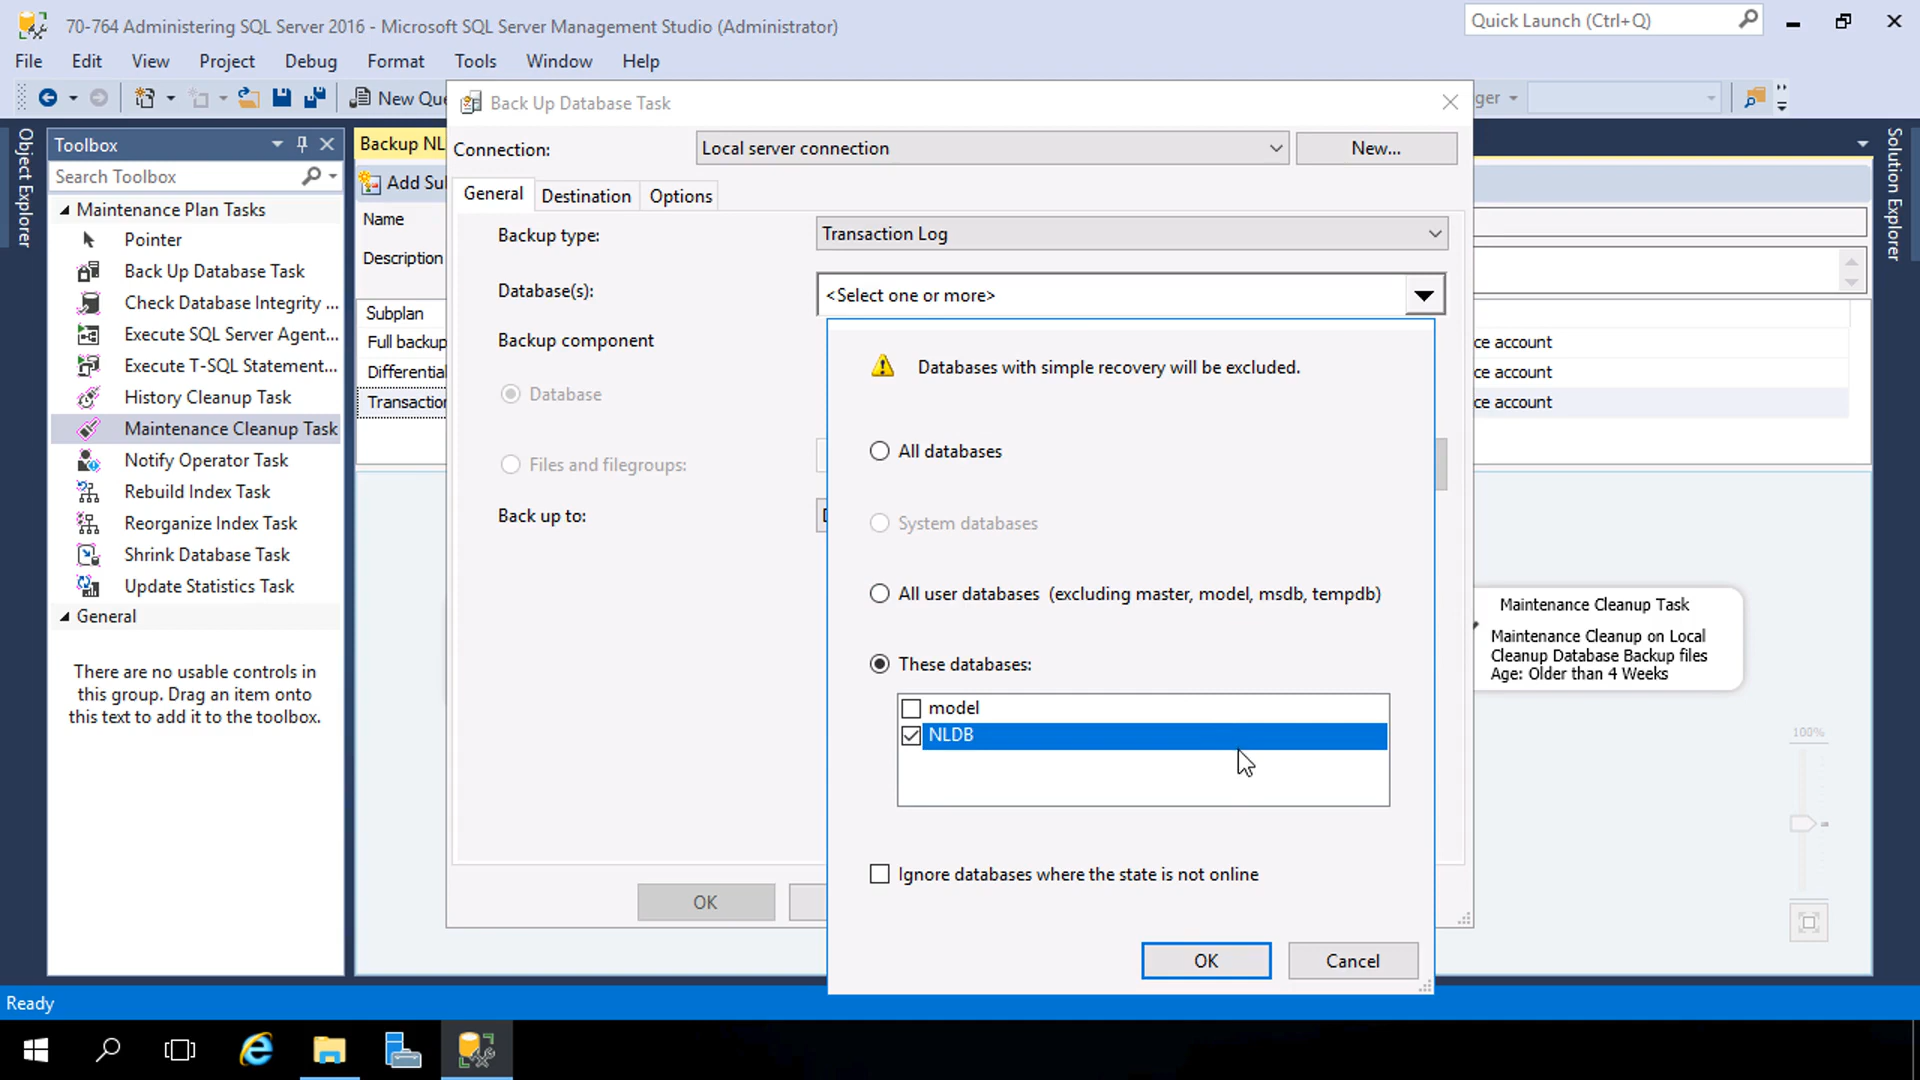 70-764 Administering SQL Server 2016 - Microsoft SQL Server Management Studio (Administrator)
Quick Launch (Ctrl+Q)
File Edit View Project Debug Format Tools Window Help
New Qu
Object Explorer
Toolbox
Search Toolbox
Maintenance Plan Tasks
Pointer
Back Up Database Task
Check Database Integrity ...
Execute SQL Server Agent...
Execute T-SQL Statement...
History Cleanup Task
Maintenance Cleanup Task
Notify Operator Task
Rebuild Index Task
Reorganize Index Task
Shrink Database Task
Update Statistics Task
General
There are no usable controls in
this group. Drag an item onto
this text to add it to the toolbox.
Backup NL
Add Su
Name
Description
Subplan
Full backup
Differential
Transaction
Back Up Database Task
Connection:
Local server connection
New...
General Destination Options
Backup type:
Transaction Log
Database(s):
<Select one or more>
Backup component
Database
Files and filegroups:
Back up to:
OK
Databases with simple recovery will be excluded.
All databases
System databases
All user databases (excluding master, model, msdb, tempdb)
These databases:
model
NLDB
Ignore databases where the state is not online
OK
Cancel
ger
ce account
ce account
ce account
Maintenance Cleanup Task
Maintenance Cleanup on Local
Cleanup Database Backup files
Age: Older than 4 Weeks
100%
Solution Explorer
Ready